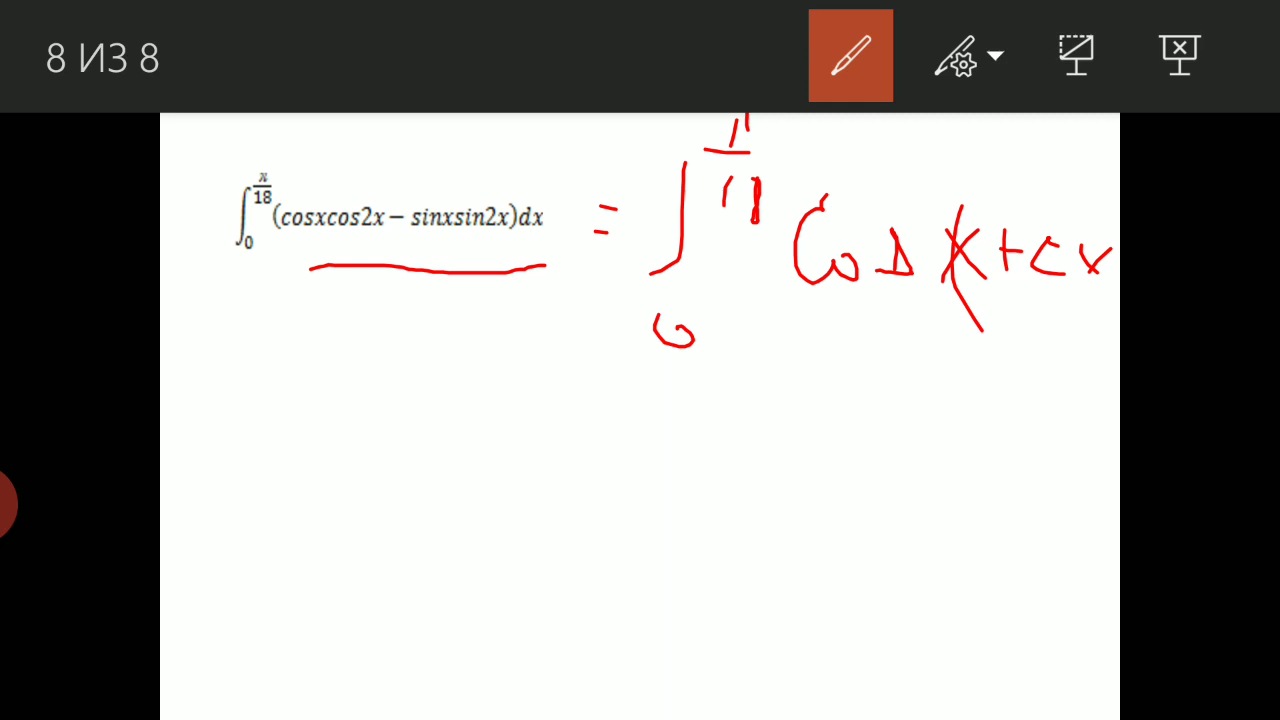 8 ИЗ 8
∫₀^(π/18) (cosxcos2x − sinxsin2x)dx = ∫₀^(π/18) Cos x+2x